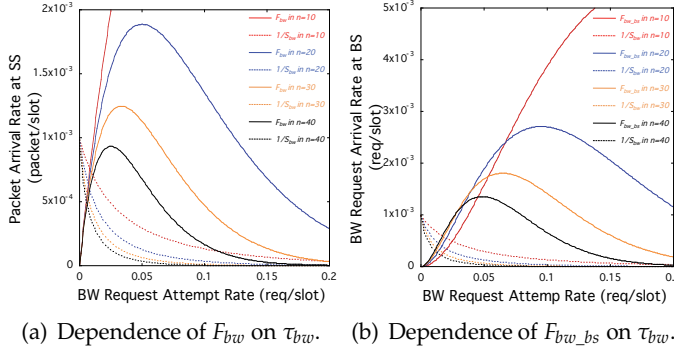 Packet Arrival Rate at SS
(packet/slot)
2x10⁻³
1.5x10⁻³
1x10⁻³
5x10⁻⁴
0
0 0.05 0.1 0.15 0.2
BW Request Attempt Rate (req/slot)
F_bw in n=10
1/S_bw in n=10
F_bw in n=20
1/S_bw in n=20
F_bw in n=30
1/S_bw in n=30
F_bw in n=40
1/S_bw in n=40
(a) Dependence of F_bw on τ_bw.
BW Request Arrival Rate at BS
(req/slot)
5x10⁻³
4x10⁻³
3x10⁻³
2x10⁻³
1x10⁻³
0
0 0.05 0.1 0.15 0.2
BW Request Attemp Rate (req/slot)
F_bw_bs in n=10
1/S_bw in n=10
F_bw_bs in n=20
1/S_bw in n=20
F_bw_bs in n=30
1/S_bw in n=30
F_bw_bs in n=40
1/S_bw in n=40
(b) Dependence of F_bw_bs on τ_bw.